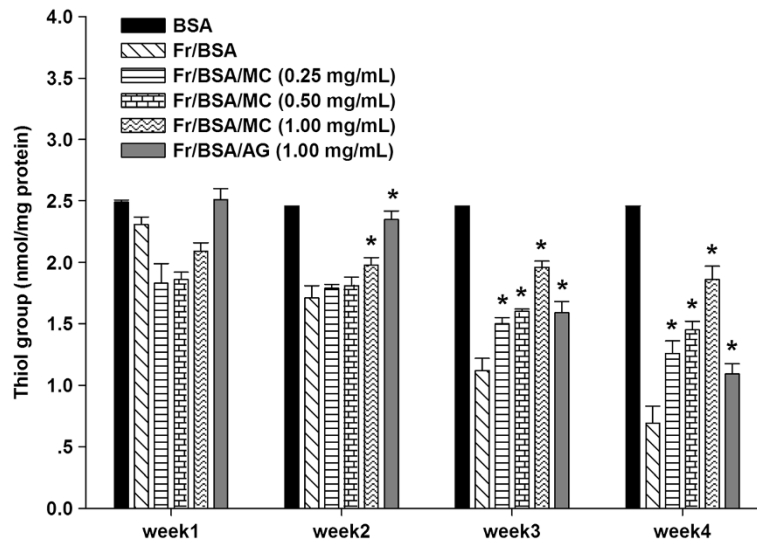 4.0
3.5
3.0
2.5
2.0
1.5
1.0
.5
0.0
Thiol group (nmol/mg protein)
BSA
Fr/BSA
Fr/BSA/MC (0.25 mg/mL)
Fr/BSA/MC (0.50 mg/mL)
Fr/BSA/MC (1.00 mg/mL)
Fr/BSA/AG (1.00 mg/mL)
* *
* * * *
* * * *
week1 week2 week3 week4